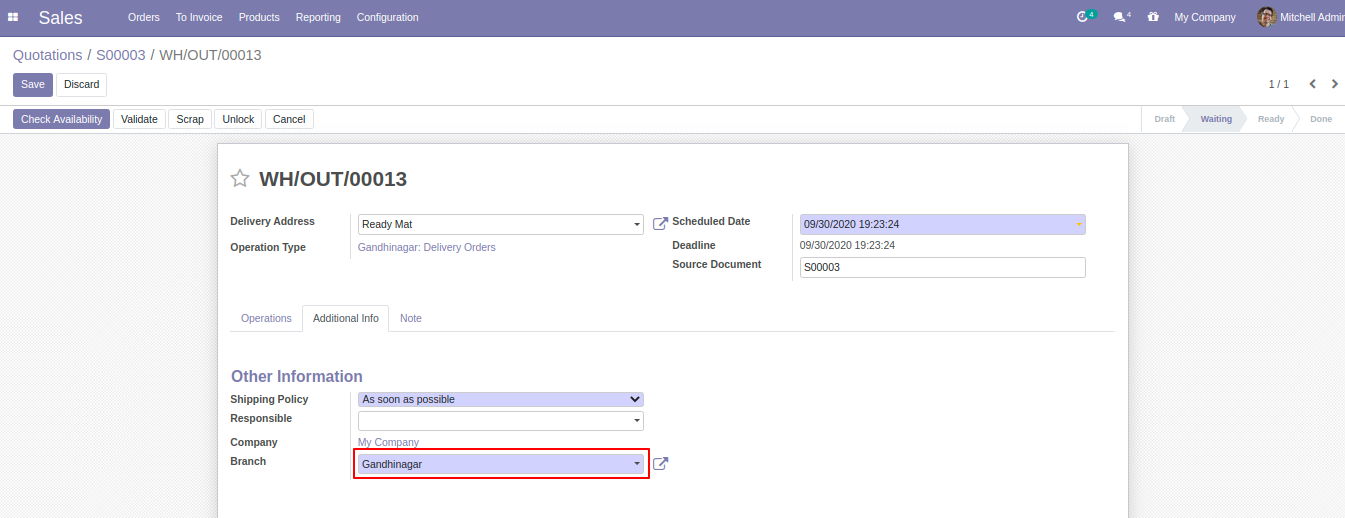 Sales Orders To Invoice Products Reporting Configuration 4 4 My Company Mitchell Admin
Quotations / S00003 / WH/OUT/00013
Save Discard 1 / 1
Check Availability Validate Scrap Unlock Cancel Draft Waiting Ready Done
WH/OUT/00013
Delivery Address Ready Mat Scheduled Date 09/30/2020 19:23:24
Operation Type Gandhinagar: Delivery Orders Deadline 09/30/2020 19:23:24
Source Document S00003
Operations Additional Info Note
Other Information
Shipping Policy As soon as possible
Responsible
Company My Company
Branch Gandhinagar